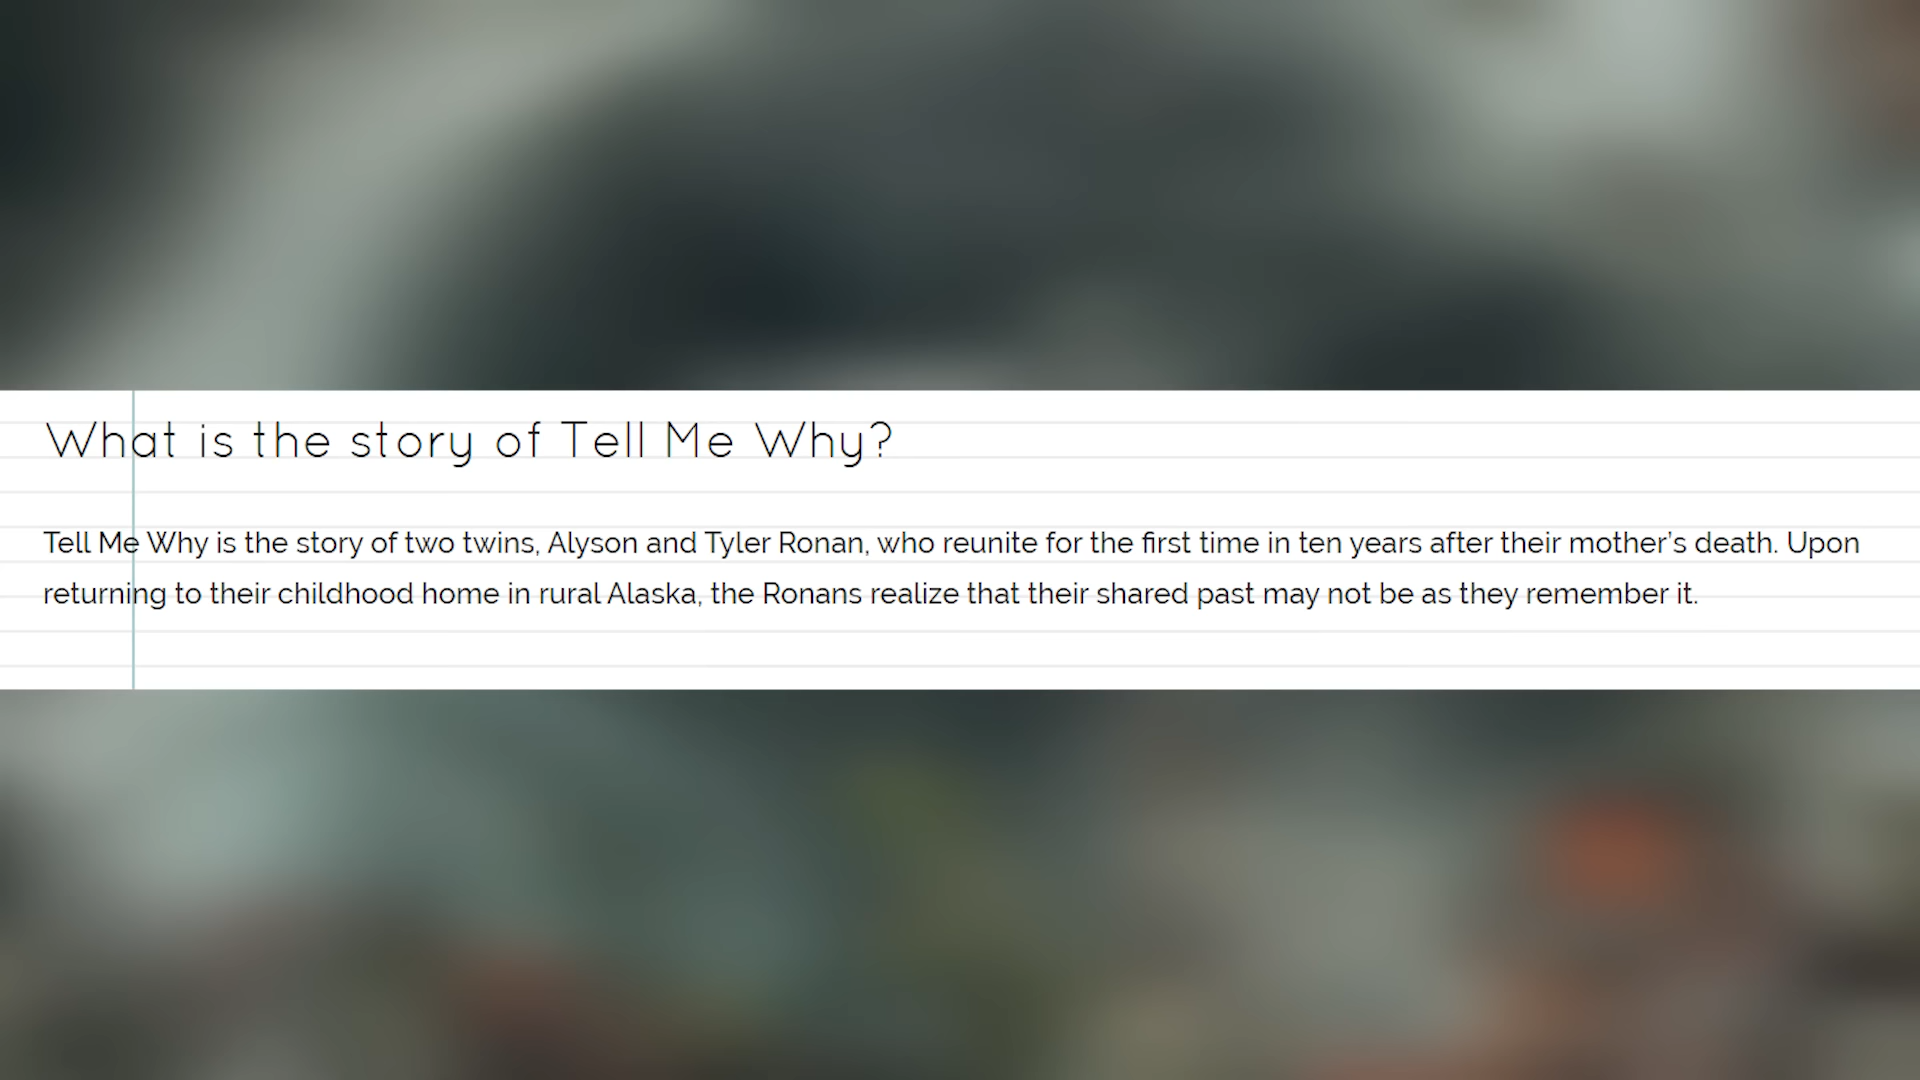 What is the story of Tell Me Why?
Tell Me Why is the story of two twins, Alyson and Tyler Ronan, who reunite for the first time in ten years after their mother’s death. Upon
returning to their childhood home in rural Alaska, the Ronans realize that their shared past may not be as they remember it.